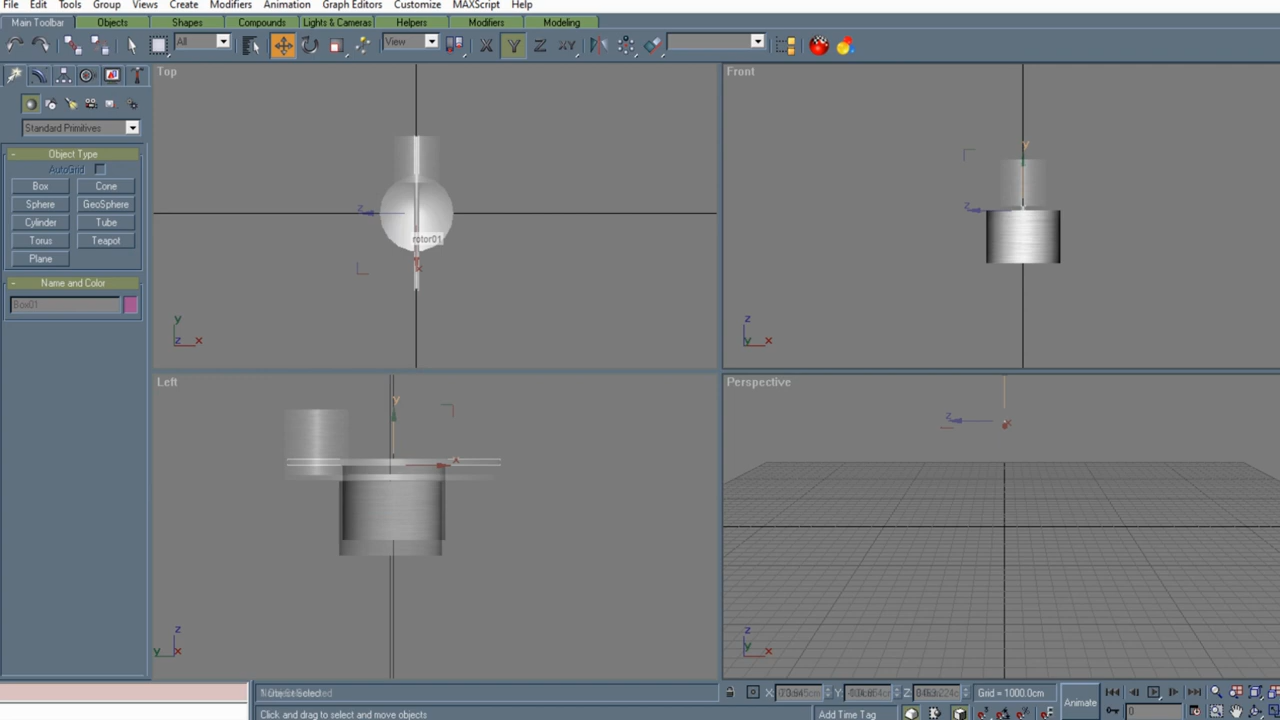 File Edit Tools Group Views Create Modifiers Animation Graph Editors Customize MAXScript Help
Main Toolbar Objects Shapes Compounds Lights & Cameras Helpers Modifiers Modeling
All View X Y Z XY
Top
Front
Standard Primitives
- Object Type
AutoGrid
Box Cone
Sphere GeoSphere
Cylinder Tube
Torus Teapot
Plane
- Name and Color
Box01
z
rotor01
x
y
z x
y
z
z
y x
Left
Perspective
y
x
z
x
z
y x
z
y x
X Y Z Grid = 1000.0cm
Animate
Click and drag to select and move objects
Add Time Tag
0